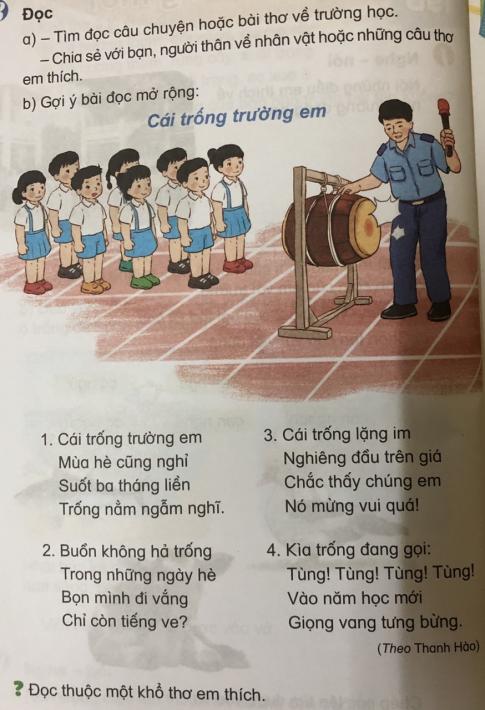 Đọc
a) – Tìm đọc câu chuyện hoặc bài thơ về trường học.
– Chia sẻ với bạn, người thân về nhân vật hoặc những câu thơ
em thích.
b) Gợi ý bài đọc mở rộng:
Cái trống trường em
1. Cái trống trường em
Mùa hè cũng nghỉ
Suốt ba tháng liền
Trống nằm ngẫm nghĩ.
2. Buồn không hả trống
Trong những ngày hè
Bọn mình đi vắng
Chỉ còn tiếng ve?
3. Cái trống lặng im
Nghiêng đầu trên giá
Chắc thấy chúng em
Nó mừng vui quá!
4. Kìa trống đang gọi:
Tùng! Tùng! Tùng! Tùng!
Vào năm học mới
Giọng vang tưng bừng.
(Theo Thanh Hào)
? Đọc thuộc một khổ thơ em thích.